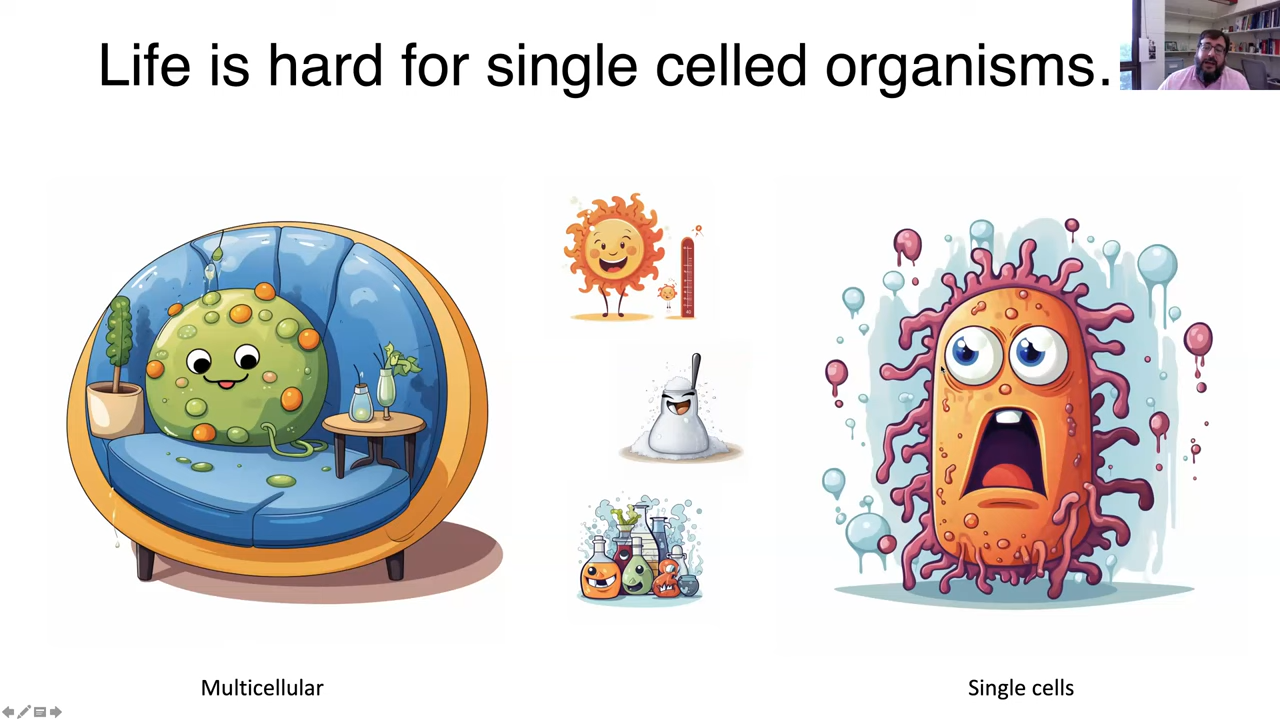 Life is hard for single celled organisms.
Multicellular
Single cells